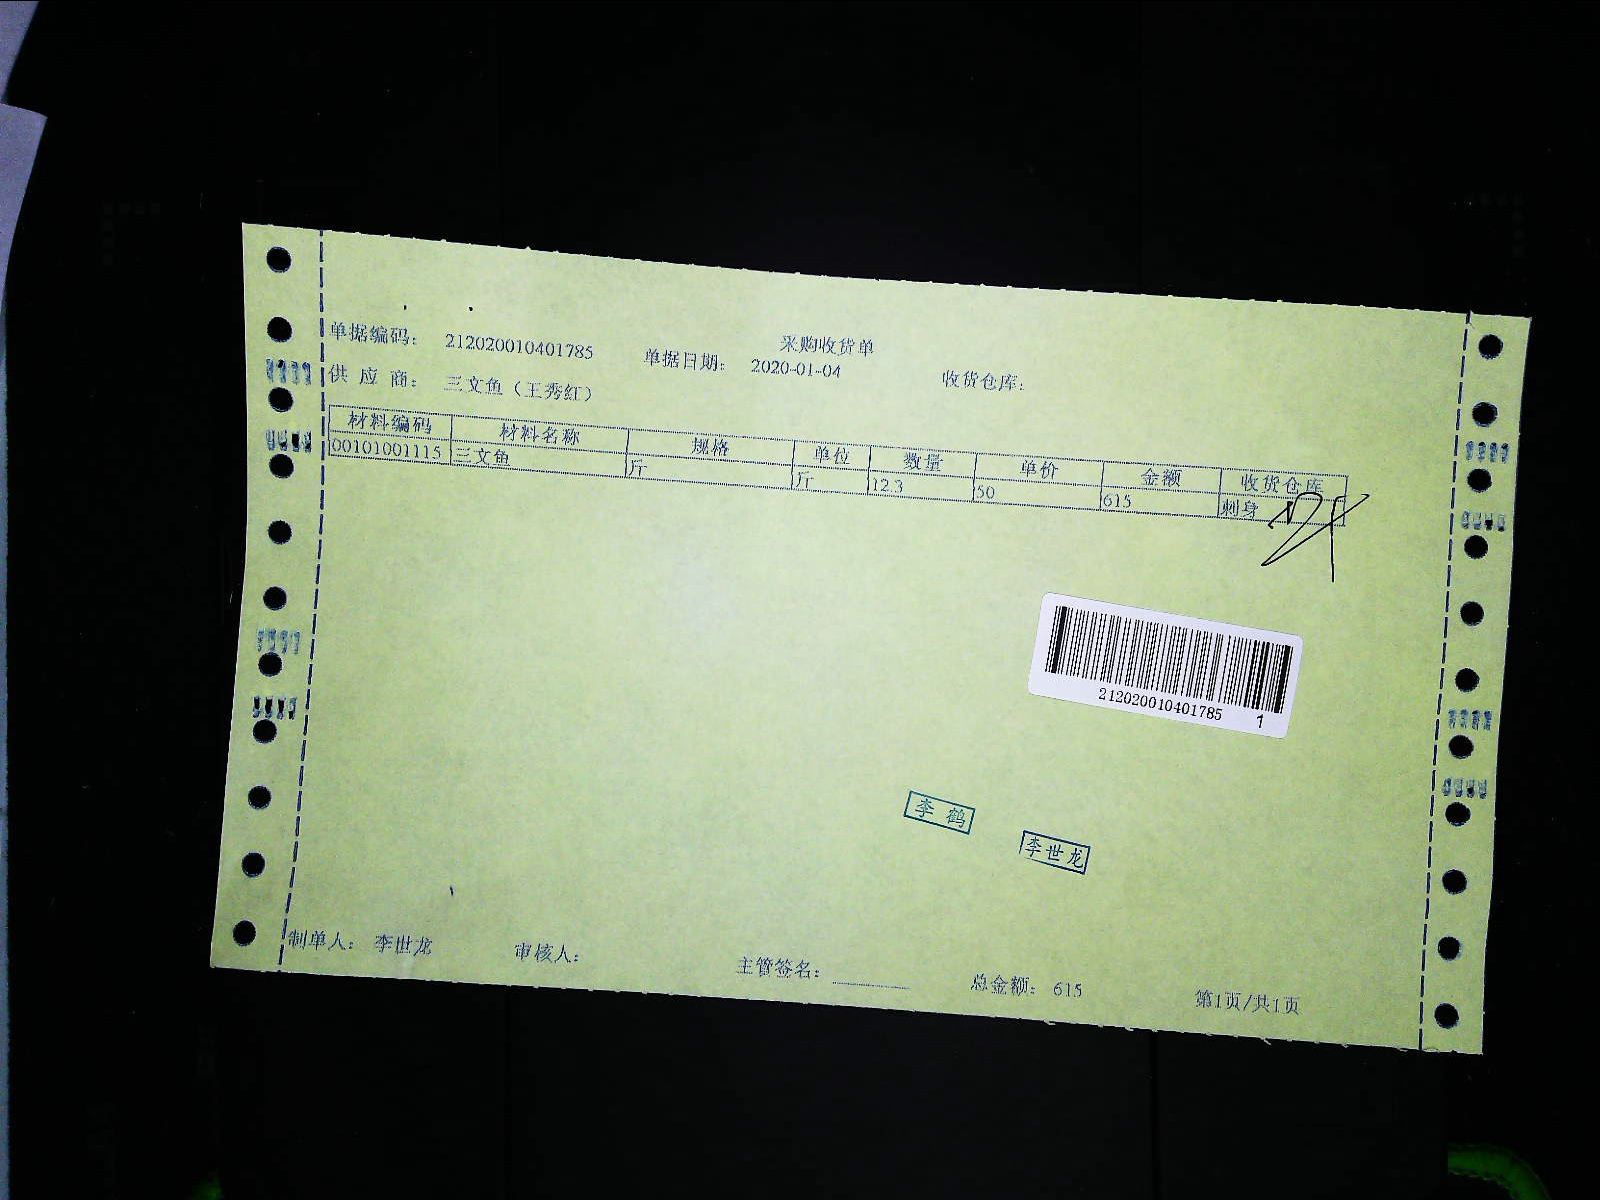 采购收货单
单据编码： 212020010401785 单据日期： 2020-01-04 收货仓库：
供 应 商： 三文鱼（王秀红）
材料编码 材料名称 规格 单位 数量 单价 金额 收货仓库
00101001115 三文鱼 斤 斤 12.3 50 615 刺身
212020010401785 1
李 鹤
李世龙
制单人： 李世龙 审核人： 主管签名： 总金额： 615 第1页/共1页